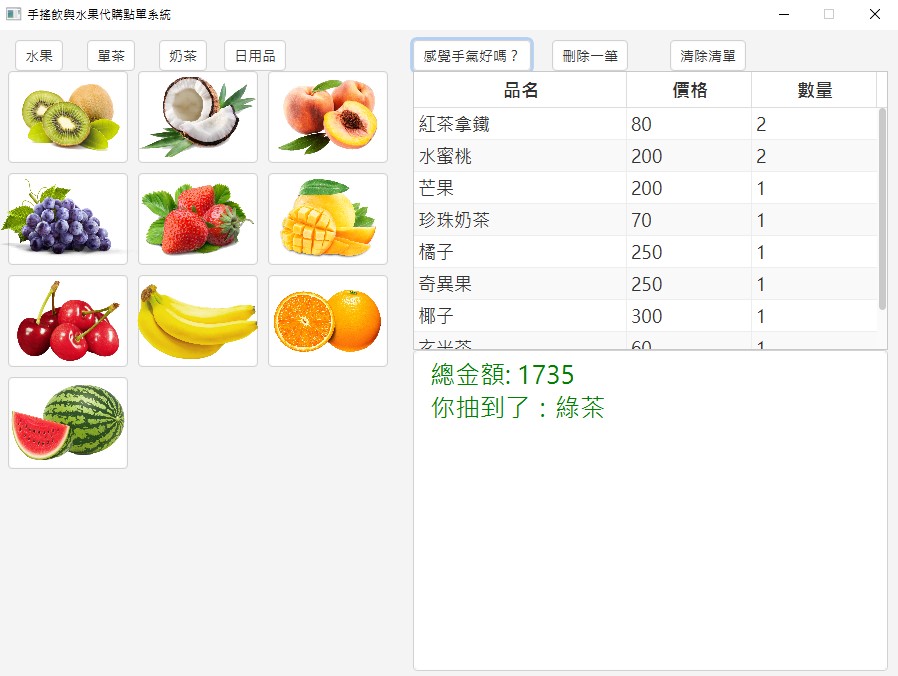 手搖飲與水果代購點單系統
水果 單茶 奶茶 日用品 感覺手氣好嗎？ 刪除一筆 清除清單
品名 價格 數量
紅茶拿鐵 80 2
水蜜桃 200 2
芒果 200 1
珍珠奶茶 70 1
橘子 250 1
奇異果 250 1
椰子 300 1
玄米茶 60 1
總金額: 1735
你抽到了：綠茶